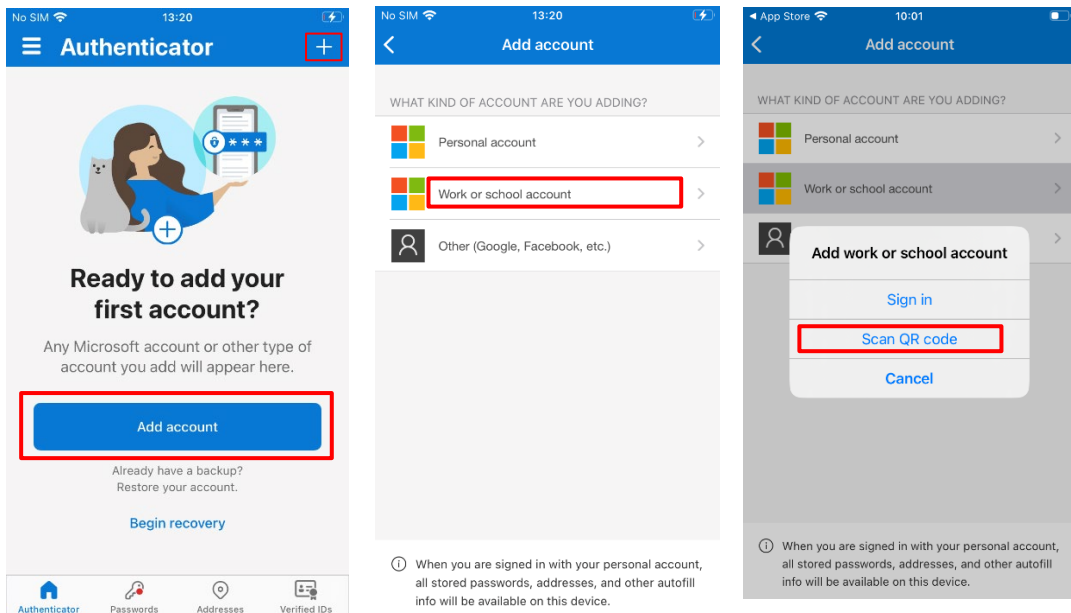 No SIM 13:20
Authenticator
Ready to add your
first account?
Any Microsoft account or other type of
account you add will appear here.
Add account
Already have a backup?
Restore your account.
Begin recovery
Authenticator Passwords Addresses Verified IDs
No SIM 13:20
Add account
WHAT KIND OF ACCOUNT ARE YOU ADDING?
Personal account
Work or school account
Other (Google, Facebook, etc.)
When you are signed in with your personal account,
all stored passwords, addresses, and other autofill
info will be available on this device.
App Store 10:01
Add account
WHAT KIND OF ACCOUNT ARE YOU ADDING?
Personal account
Work or school account
Add work or school account
Sign in
Scan QR code
Cancel
When you are signed in with your personal account,
all stored passwords, addresses, and other autofill
info will be available on this device.